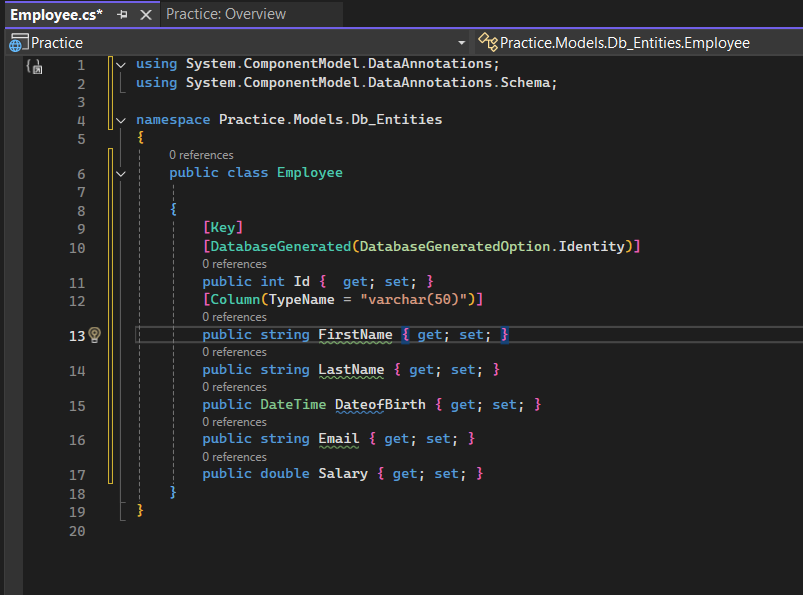 Employee.cs* Practice: Overview
Practice Practice.Models.Db_Entities.Employee
1 using System.ComponentModel.DataAnnotations;
2 using System.ComponentModel.DataAnnotations.Schema;
3
4 namespace Practice.Models.Db_Entities
5 {
0 references
6 public class Employee
7
8 {
9 [Key]
10 [DatabaseGenerated(DatabaseGeneratedOption.Identity)]
0 references
11 public int Id {  get; set; }
12 [Column(TypeName = "varchar(50)")]
0 references
13 public string FirstName { get; set; }
0 references
14 public string LastName { get; set; }
0 references
15 public DateTime DateofBirth { get; set; }
0 references
16 public string Email { get; set; }
0 references
17 public double Salary { get; set; }
18 }
19 }
20